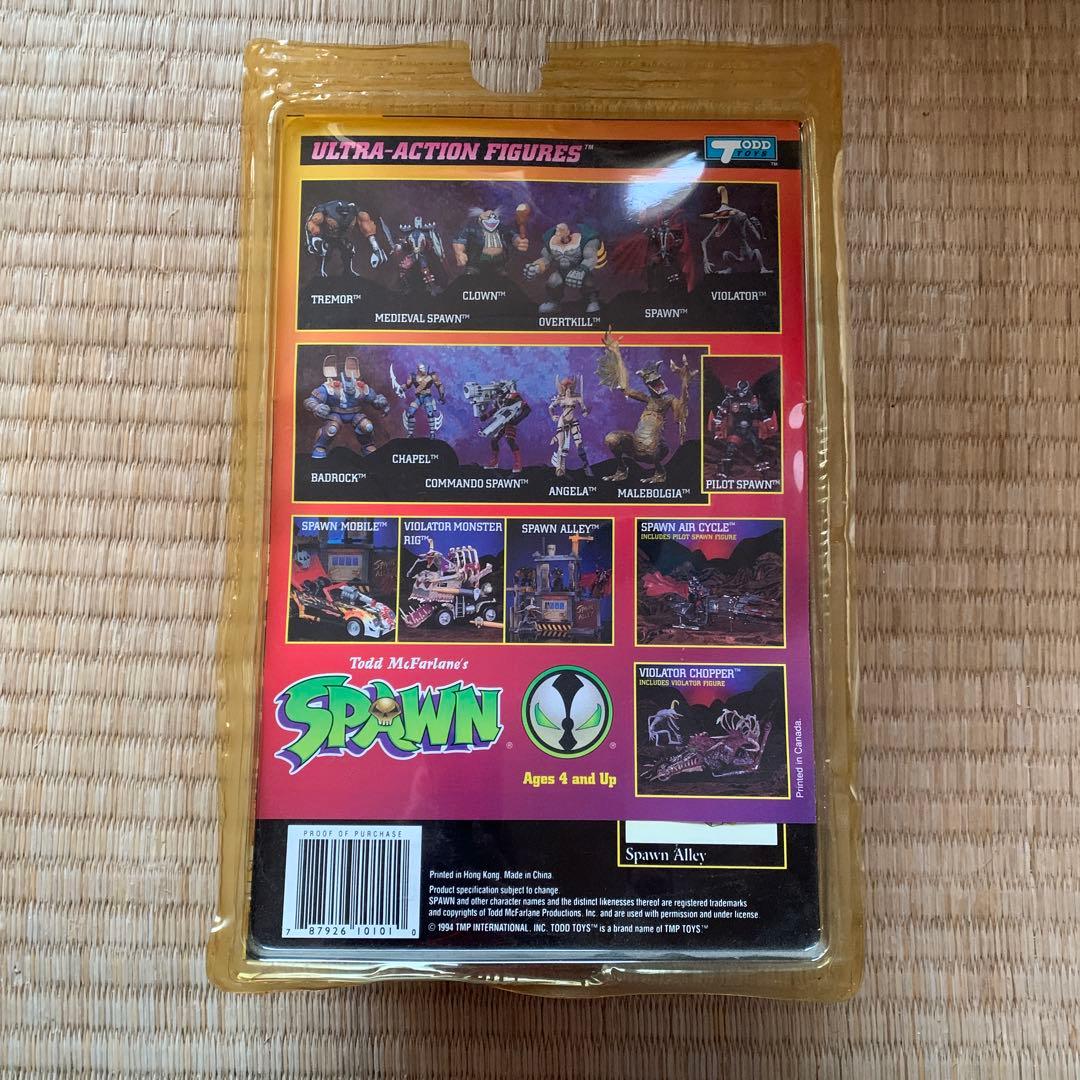 ULTRA-ACTION FIGURES™
TODD
TOYS
™
TREMOR™
MEDIEVAL SPAWN™
CLOWN™
OVERTKILL™
SPAWN™
VIOLATOR™
BADROCK™
CHAPEL™
COMMANDO SPAWN™
ANGELA™
MALEBOLGIA™
PILOT SPAWN™
SPAWN MOBILE™
VIOLATOR MONSTER
RIG™
SPAWN ALLEY™
SPAWN AIR CYCLE™
INCLUDES PILOT SPAWN FIGURE
VIOLATOR CHOPPER™
INCLUDES VIOLATOR FIGURE
Todd McFarlane's
SPAWN®
®
Ages 4 and Up
Printed in Canada.
Spawn Alley
PROOF OF PURCHASE
7 87926 10101 0
Printed in Hong Kong. Made in China.
Product specification subject to change.
SPAWN and other character names and the distinct likenesses thereof are registered trademarks
and copyrights of Todd McFarlane Productions. Inc. and are used with permission and under license.
© 1994 TMP INTERNATIONAL. INC. TODD TOYS™ is a brand name of TMP TOYS.™